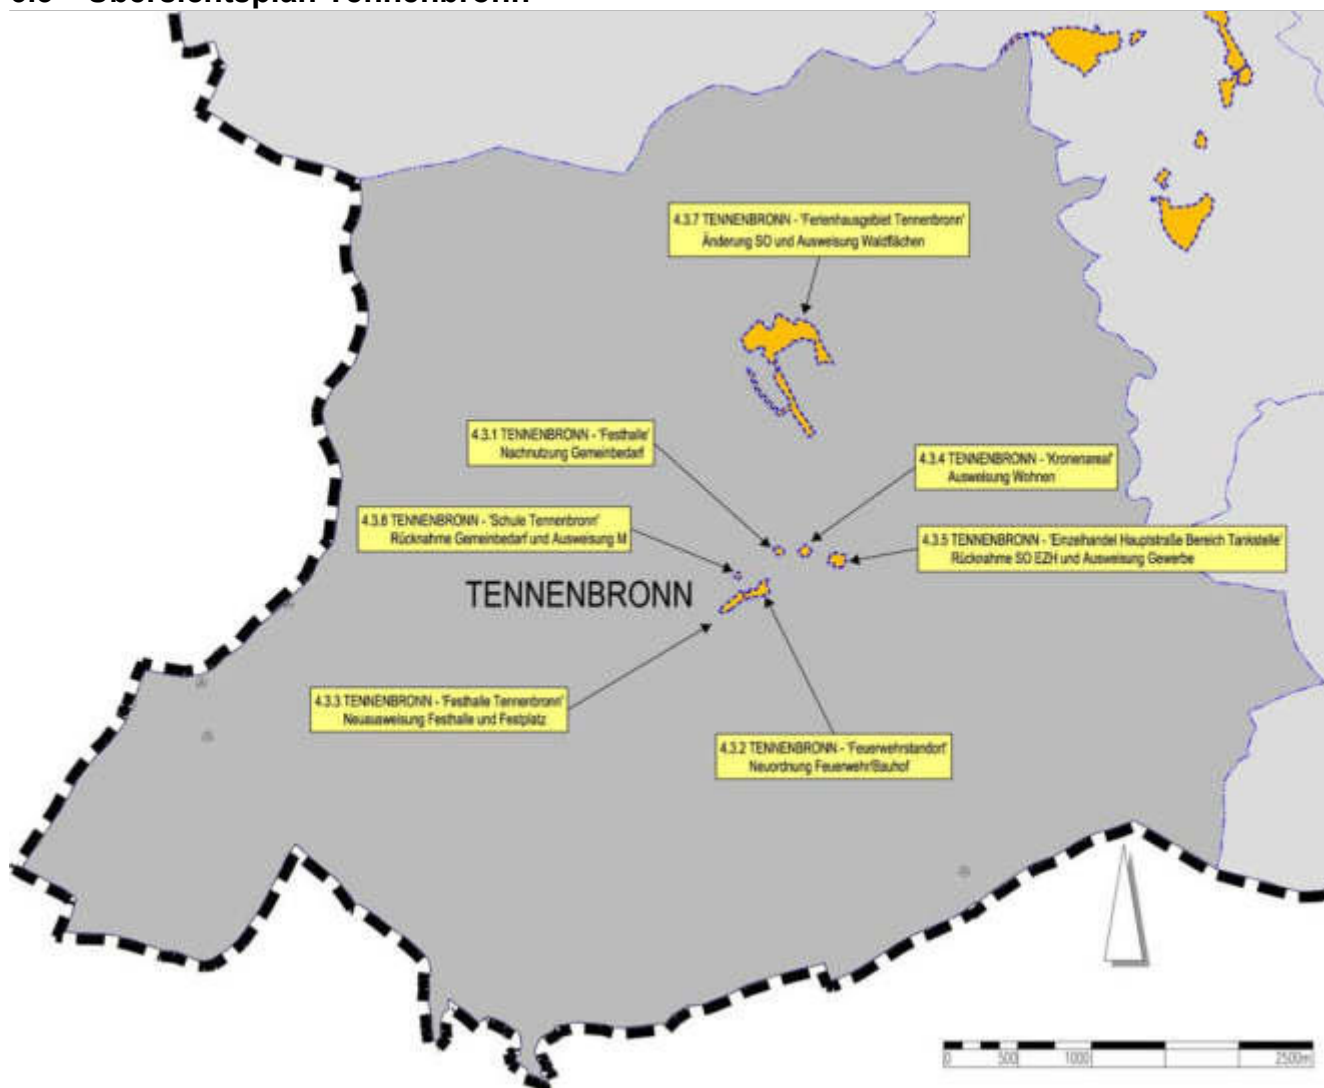 Übersichtsplan Tennenbronn
4.3.7 TENNENBRONN - 'Ferienhausgebiet Tennenbronn'
Änderung SO und Ausweisung Waldflächen
4.3.1 TENNENBRONN - 'Festhalle'
Nachnutzung Gemeinbedarf
4.3.4 TENNENBRONN - 'Kronenareal'
Ausweisung Wohnen
4.3.6 TENNENBRONN - 'Schule Tennenbronn'
Rücknahme Gemeinbedarf und Ausweisung M
4.3.5 TENNENBRONN - 'Einzelhandel Hauptstraße Bereich Tankstelle'
Rücknahme SO EZH und Ausweisung Gewerbe
TENNENBRONN
4.3.3 TENNENBRONN - 'Festhalle Tennenbronn'
Neuausweisung Festhalle und Festplatz
4.3.2 TENNENBRONN - 'Feuerwehrstandort'
Neuordnung Feuerwehr/Bauhof
0 500 1000 2500m